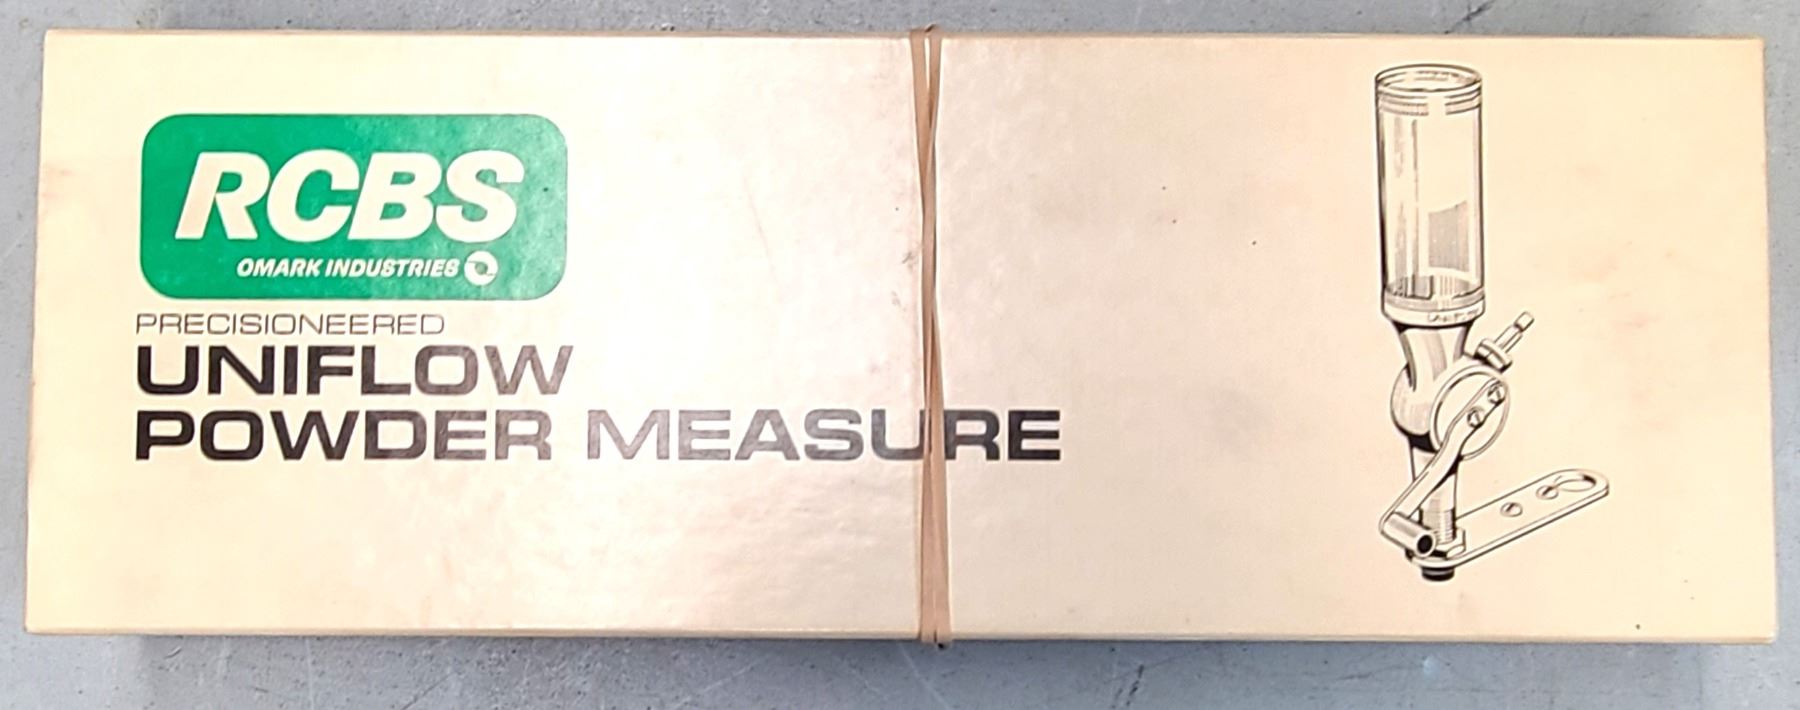 RCBS
OMARK INDUSTRIES
PRECISIONEERED
UNIFLOW
POWDER MEASURE